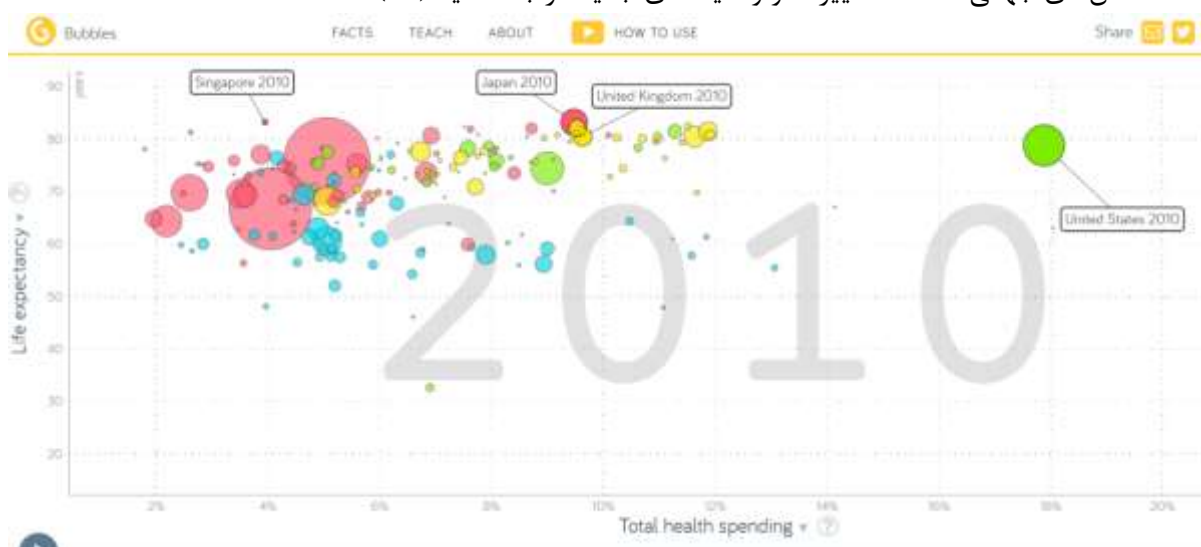 Bubbles FACTS TEACH ABOUT HOW TO USE Share
90
Singapore 2010
Japan 2010
United Kingdom 2010
80
70
United States 2010
60
50
40
30
20
Life expectancy
2010
2% 4% 6% 8% 10% 12% 14% 16% 18% 20%
Total health spending